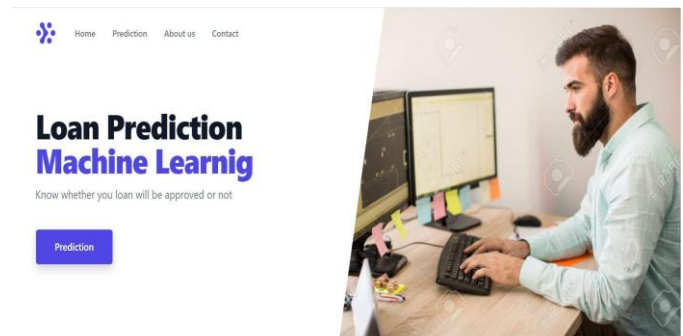 Home Prediction About us Contact
Loan Prediction
Machine Learnig
Know whether you loan will be approved or not
Prediction